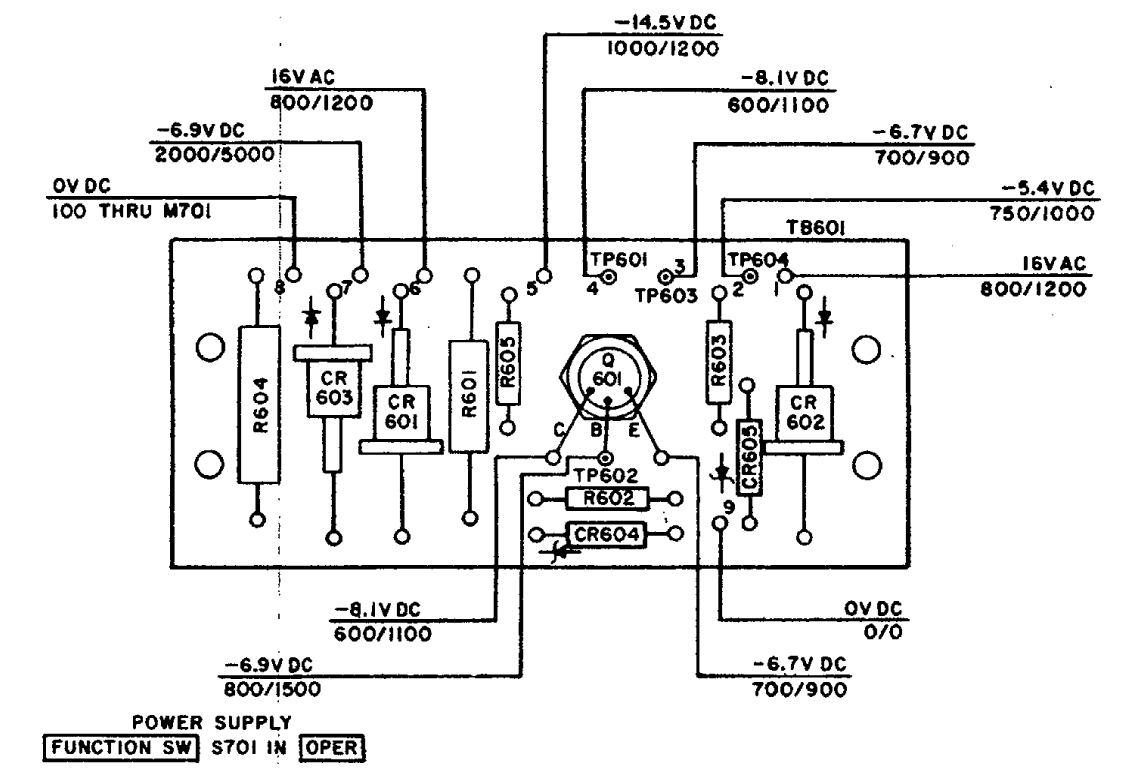 -14.5V DC
1000/1200
16V AC
800/1200
-8.1V DC
600/1100
-6.9V DC
2000/5000
-6.7V DC
700/900
0V DC
100 THRU M701
-5.4V DC
750/1000
TB601
16V AC
800/1200
8
7
6
5
TP601
4
3
TP603
TP604
2
1
R604
CR
603
CR
601
R601
R605
Q
601
C
B
E
R603
CR605
CR
602
TP602
R602
CR604
9
-8.1V DC
600/1100
0V DC
0/0
-6.9V DC
800/1500
-6.7V DC
700/900
POWER SUPPLY
FUNCTION SW S701 IN OPER